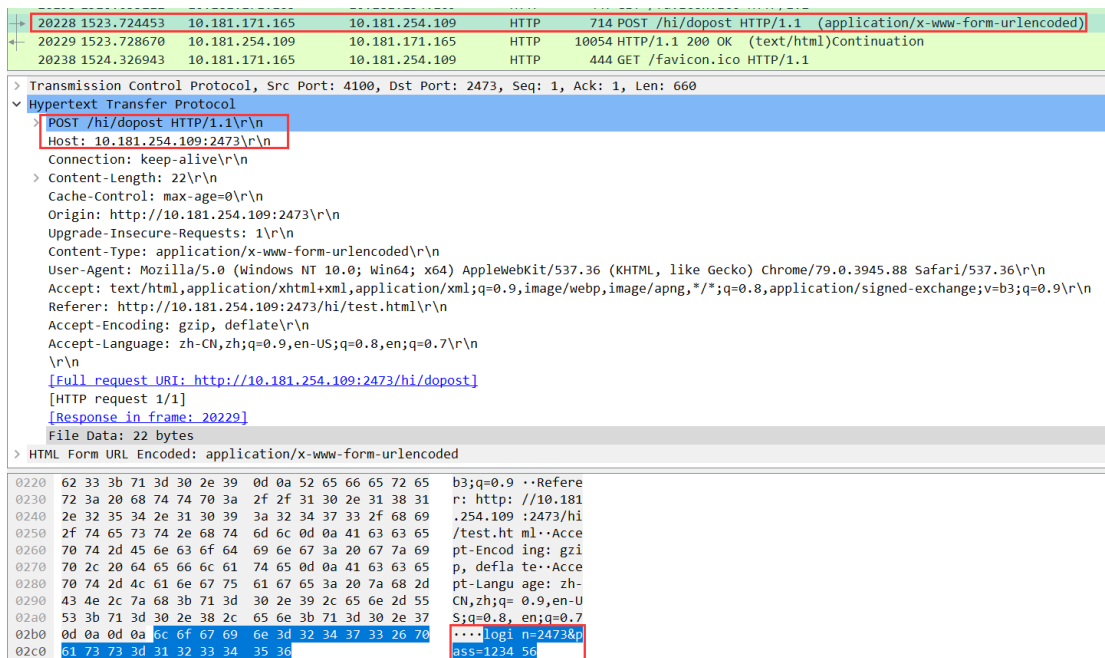 20228 1523.724453 10.181.171.165 10.181.254.109 HTTP 714 POST /hi/dopost HTTP/1.1 (application/x-www-form-urlencoded)
20229 1523.728670 10.181.254.109 10.181.171.165 HTTP 10054 HTTP/1.1 200 OK (text/html)Continuation
20238 1524.326943 10.181.171.165 10.181.254.109 HTTP 444 GET /favicon.ico HTTP/1.1
> Transmission Control Protocol, Src Port: 4100, Dst Port: 2473, Seq: 1, Ack: 1, Len: 660
Hypertext Transfer Protocol
> POST /hi/dopost HTTP/1.1\r\n
Host: 10.181.254.109:2473\r\n
Connection: keep-alive\r\n
> Content-Length: 22\r\n
Cache-Control: max-age=0\r\n
Origin: http://10.181.254.109:2473\r\n
Upgrade-Insecure-Requests: 1\r\n
Content-Type: application/x-www-form-urlencoded\r\n
User-Agent: Mozilla/5.0 (Windows NT 10.0; Win64; x64) AppleWebKit/537.36 (KHTML, like Gecko) Chrome/79.0.3945.88 Safari/537.36\r\n
Accept: text/html,application/xhtml+xml,application/xml;q=0.9,image/webp,image/apng,*/*;q=0.8,application/signed-exchange;v=b3;q=0.9\r\n
Referer: http://10.181.254.109:2473/hi/test.html\r\n
Accept-Encoding: gzip, deflate\r\n
Accept-Language: zh-CN,zh;q=0.9,en-US;q=0.8,en;q=0.7\r\n
\r\n
[Full request URI: http://10.181.254.109:2473/hi/dopost]
[HTTP request 1/1]
[Response in frame: 20229]
File Data: 22 bytes
> HTML Form URL Encoded: application/x-www-form-urlencoded
0220 62 33 3b 71 3d 30 2e 39 0d 0a 52 65 66 65 72 65 b3;q=0.9 ··Refere
0230 72 3a 20 68 74 74 70 3a 2f 2f 31 30 2e 31 38 31 r: http: //10.181
0240 2e 32 35 34 2e 31 30 39 3a 32 34 37 33 2f 68 69 .254.109 :2473/hi
0250 2f 74 65 73 74 2e 68 74 6d 6c 0d 0a 41 63 63 65 /test.ht ml··Acce
0260 70 74 2d 45 6e 63 6f 64 69 6e 67 3a 20 67 7a 69 pt-Encod ing: gzi
0270 70 2c 20 64 65 66 6c 61 74 65 0d 0a 41 63 63 65 p, defla te··Acce
0280 70 74 2d 4c 61 6e 67 75 61 67 65 3a 20 7a 68 2d pt-Langu age: zh-
0290 43 4e 2c 7a 68 3b 71 3d 30 2e 39 2c 65 6e 2d 55 CN,zh;q= 0.9,en-U
02a0 53 3b 71 3d 30 2e 38 2c 65 6e 3b 71 3d 30 2e 37 S;q=0.8, en;q=0.7
02b0 0d 0a 0d 0a 6c 6f 67 69 6e 3d 32 34 37 33 26 70 ····logi n=2473&p
02c0 61 73 73 3d 31 32 33 34 35 36 ass=1234 56